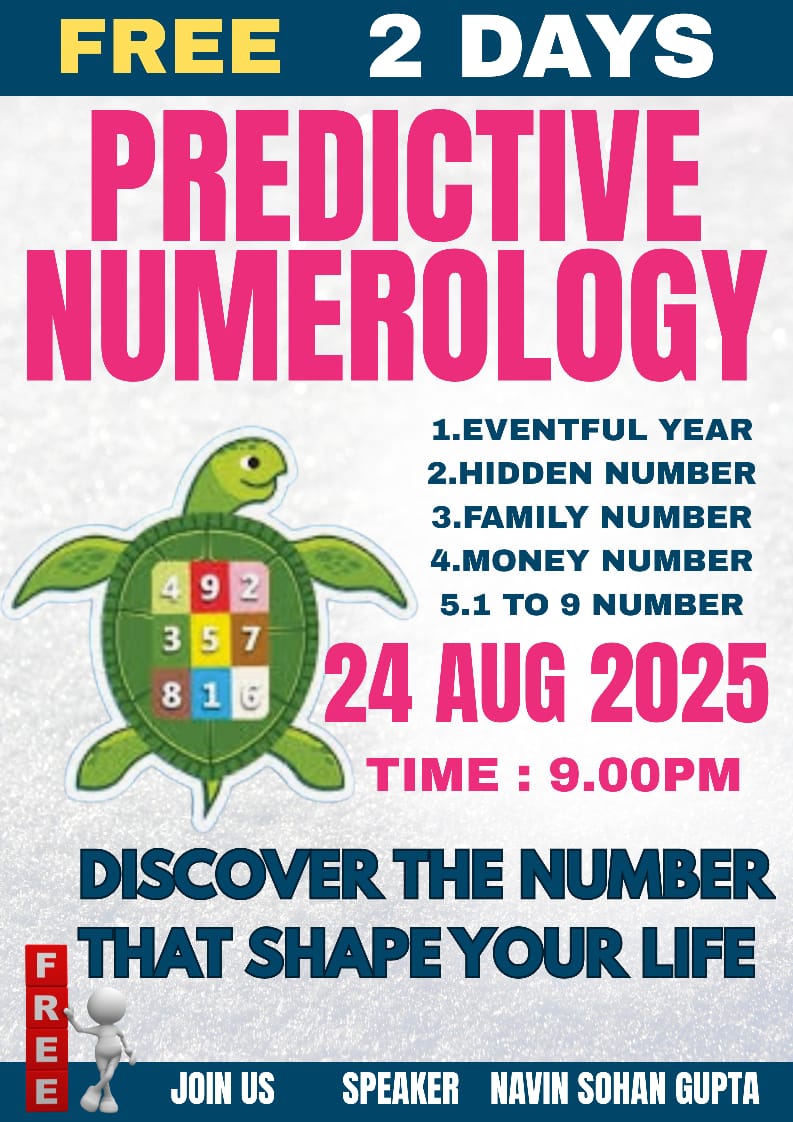 FREE 2 DAYS
PREDICTIVE
NUMEROLOGY
1.EVENTFUL YEAR
2.HIDDEN NUMBER
3.FAMILY NUMBER
4.MONEY NUMBER
5.1 TO 9 NUMBER
4 9 2
3 5 7
8 1 6
24 AUG 2025
TIME : 9.00PM
DISCOVER THE NUMBER
THAT SHAPE YOUR LIFE
F
R
E
E
JOIN US SPEAKER NAVIN SOHAN GUPTA